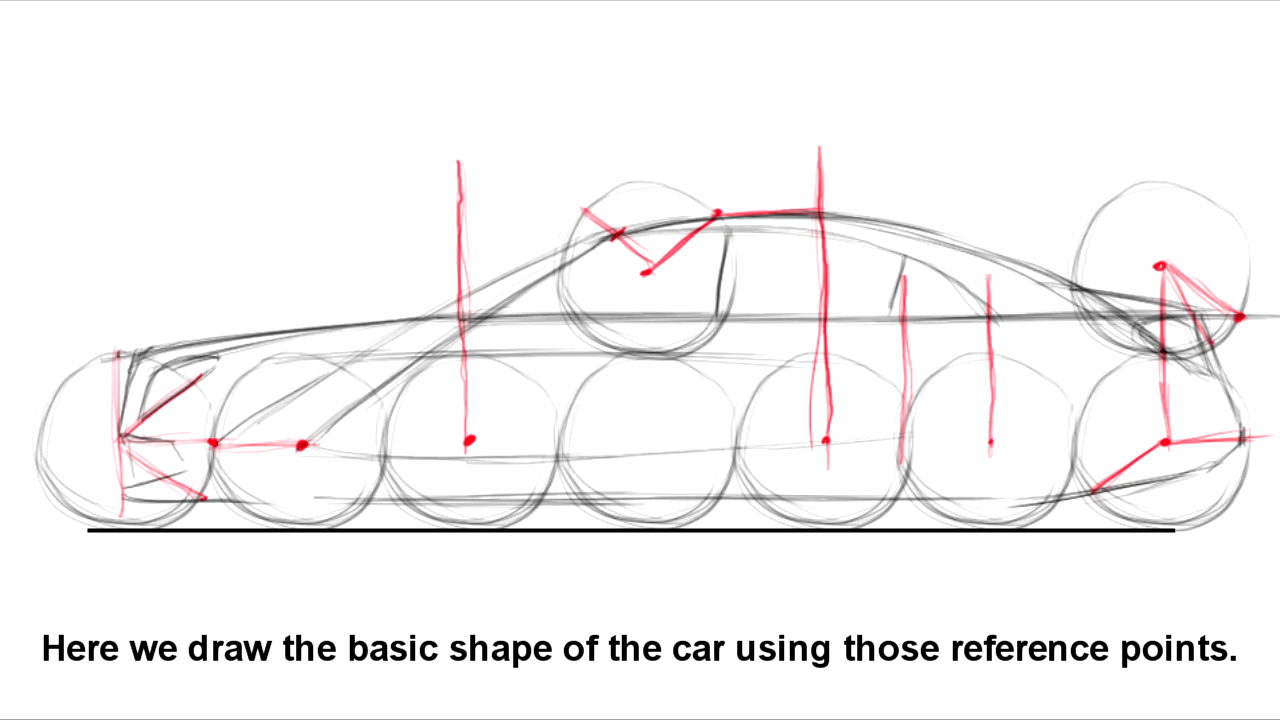 Here we draw the basic shape of the car using those reference points.